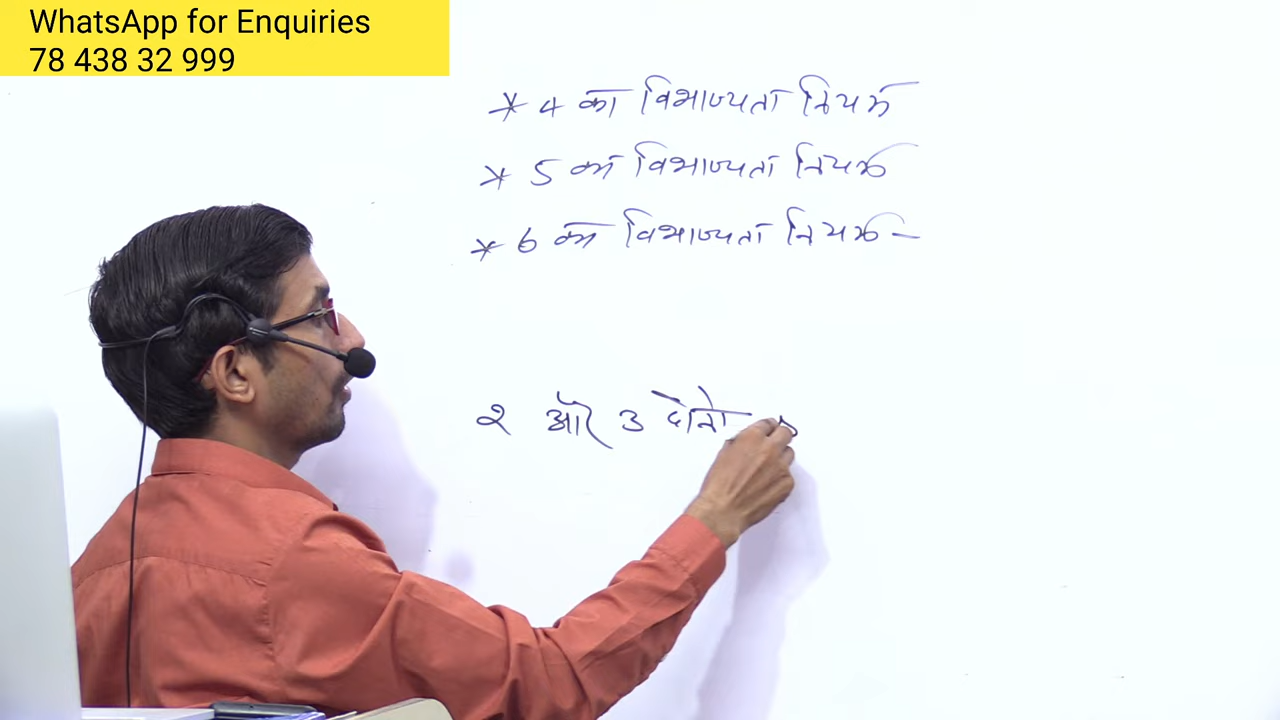 WhatsApp for Enquiries
78 438 32 999
* 4 का विभाज्यता नियम
* 5 का विभाज्यता नियम
* 6 का विभाज्यता नियम –
2 और 3 दोनो